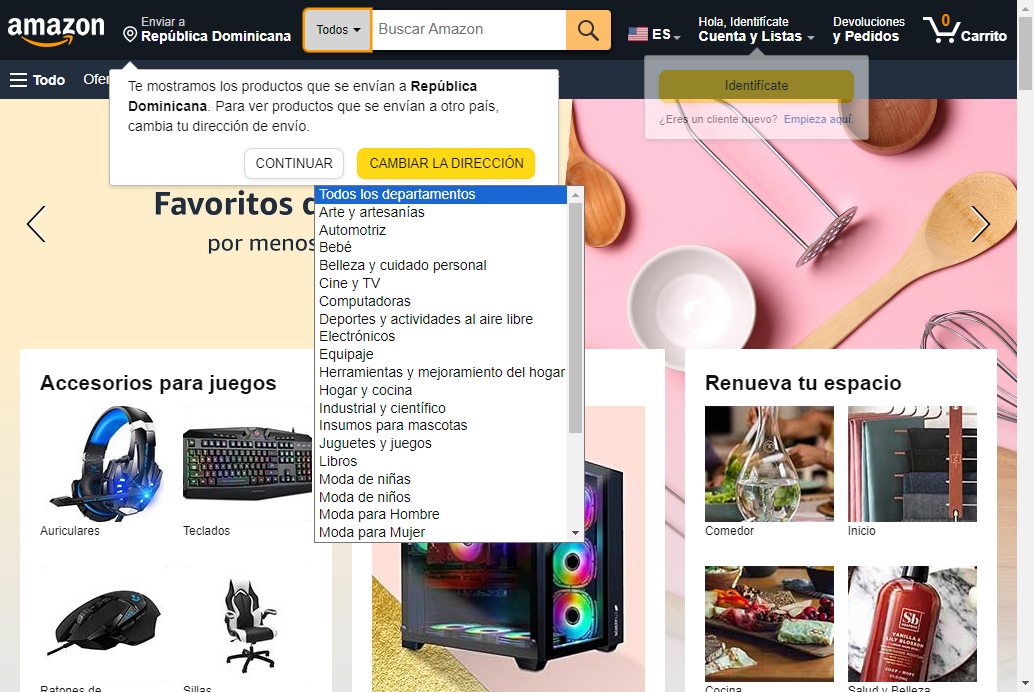 amazon
Enviar a
República Dominicana
Todos
Buscar Amazon
ES
Hola, Identifícate
Cuenta y Listas
Devoluciones
y Pedidos
0
Carrito
Todo
Te mostramos los productos que se envían a República
Dominicana. Para ver productos que se envían a otro país,
cambia tu dirección de envío.
CONTINUAR
CAMBIAR LA DIRECCIÓN
Identifícate
¿Eres un cliente nuevo? Empieza aquí.
Favoritos
por menos
Todos los departamentos
Arte y artesanías
Automotriz
Bebé
Belleza y cuidado personal
Cine y TV
Computadoras
Deportes y actividades al aire libre
Electrónicos
Equipaje
Herramientas y mejoramiento del hogar
Hogar y cocina
Industrial y científico
Insumos para mascotas
Juguetes y juegos
Libros
Moda de niñas
Moda de niños
Moda para Hombre
Moda para Mujer
Accesorios para juegos
Auriculares
Teclados
Ratones de
Sillas
Renueva tu espacio
Comedor
Inicio
Cocina
Salud y Belleza
Sb
VANILLA &
LILY BLOSSOM